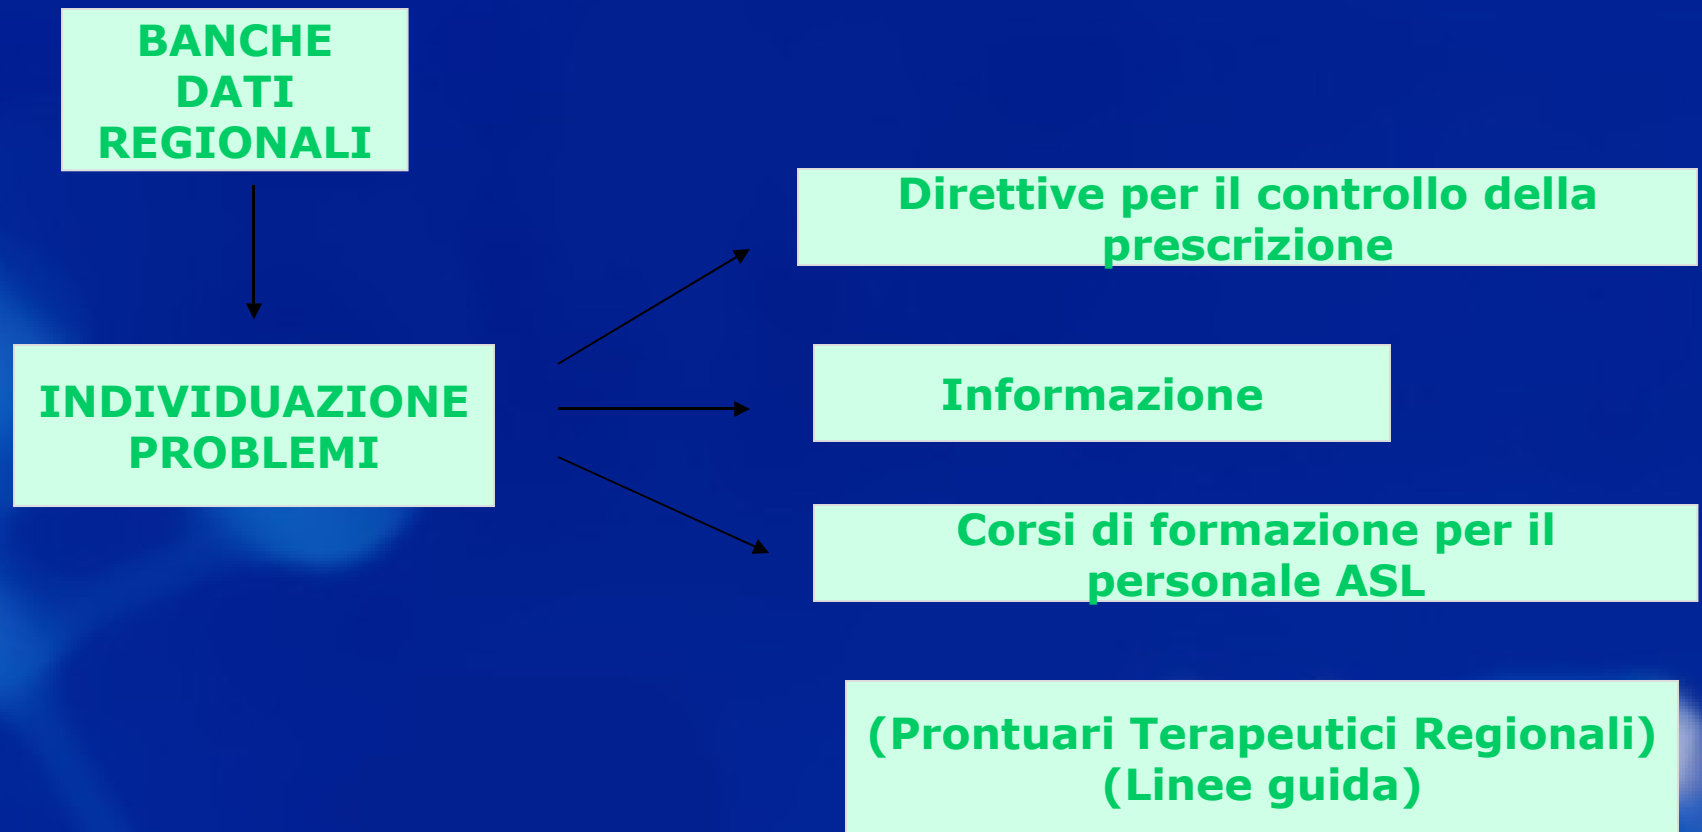 BANCHE
DATI
REGIONALI
INDIVIDUAZIONE
PROBLEMI
Direttive per il controllo della
prescrizione
Informazione
Corsi di formazione per il
personale ASL
(Prontuari Terapeutici Regionali)
(Linee guida)